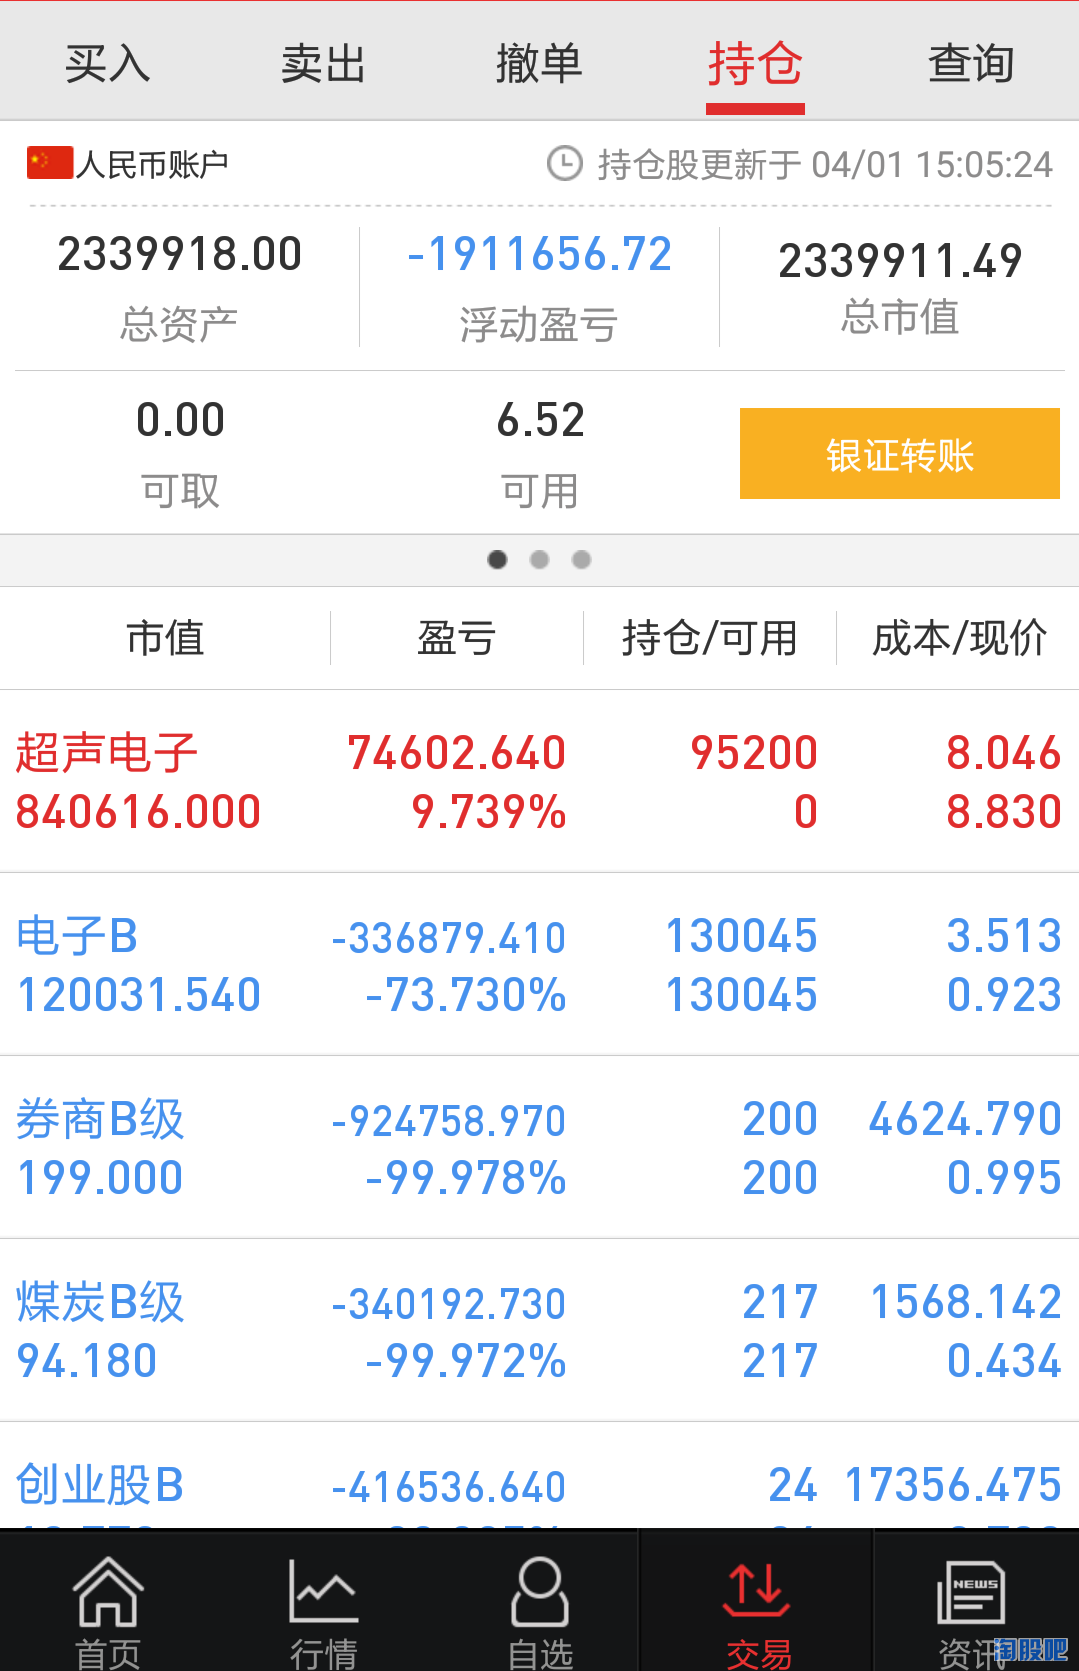 买入 卖出 撤单 持仓 查询
人民币账户 持仓股更新于 04/01 15:05:24
2339918.00 -1911656.72 2339911.49
总资产 浮动盈亏 总市值
0.00 6.52
可取 可用 银证转账
市值 盈亏 持仓/可用 成本/现价
超声电子 74602.640 95200 8.046
840616.000 9.739% 0 8.830
电子B -336879.410 130045 3.513
120031.540 -73.730% 130045 0.923
券商B级 -924758.970 200 4624.790
199.000 -99.978% 200 0.995
煤炭B级 -340192.730 217 1568.142
94.180 -99.972% 217 0.434
创业股B -416536.640 24 17356.475
NEWS
首页 行情 自选 交易 资讯
淘股吧